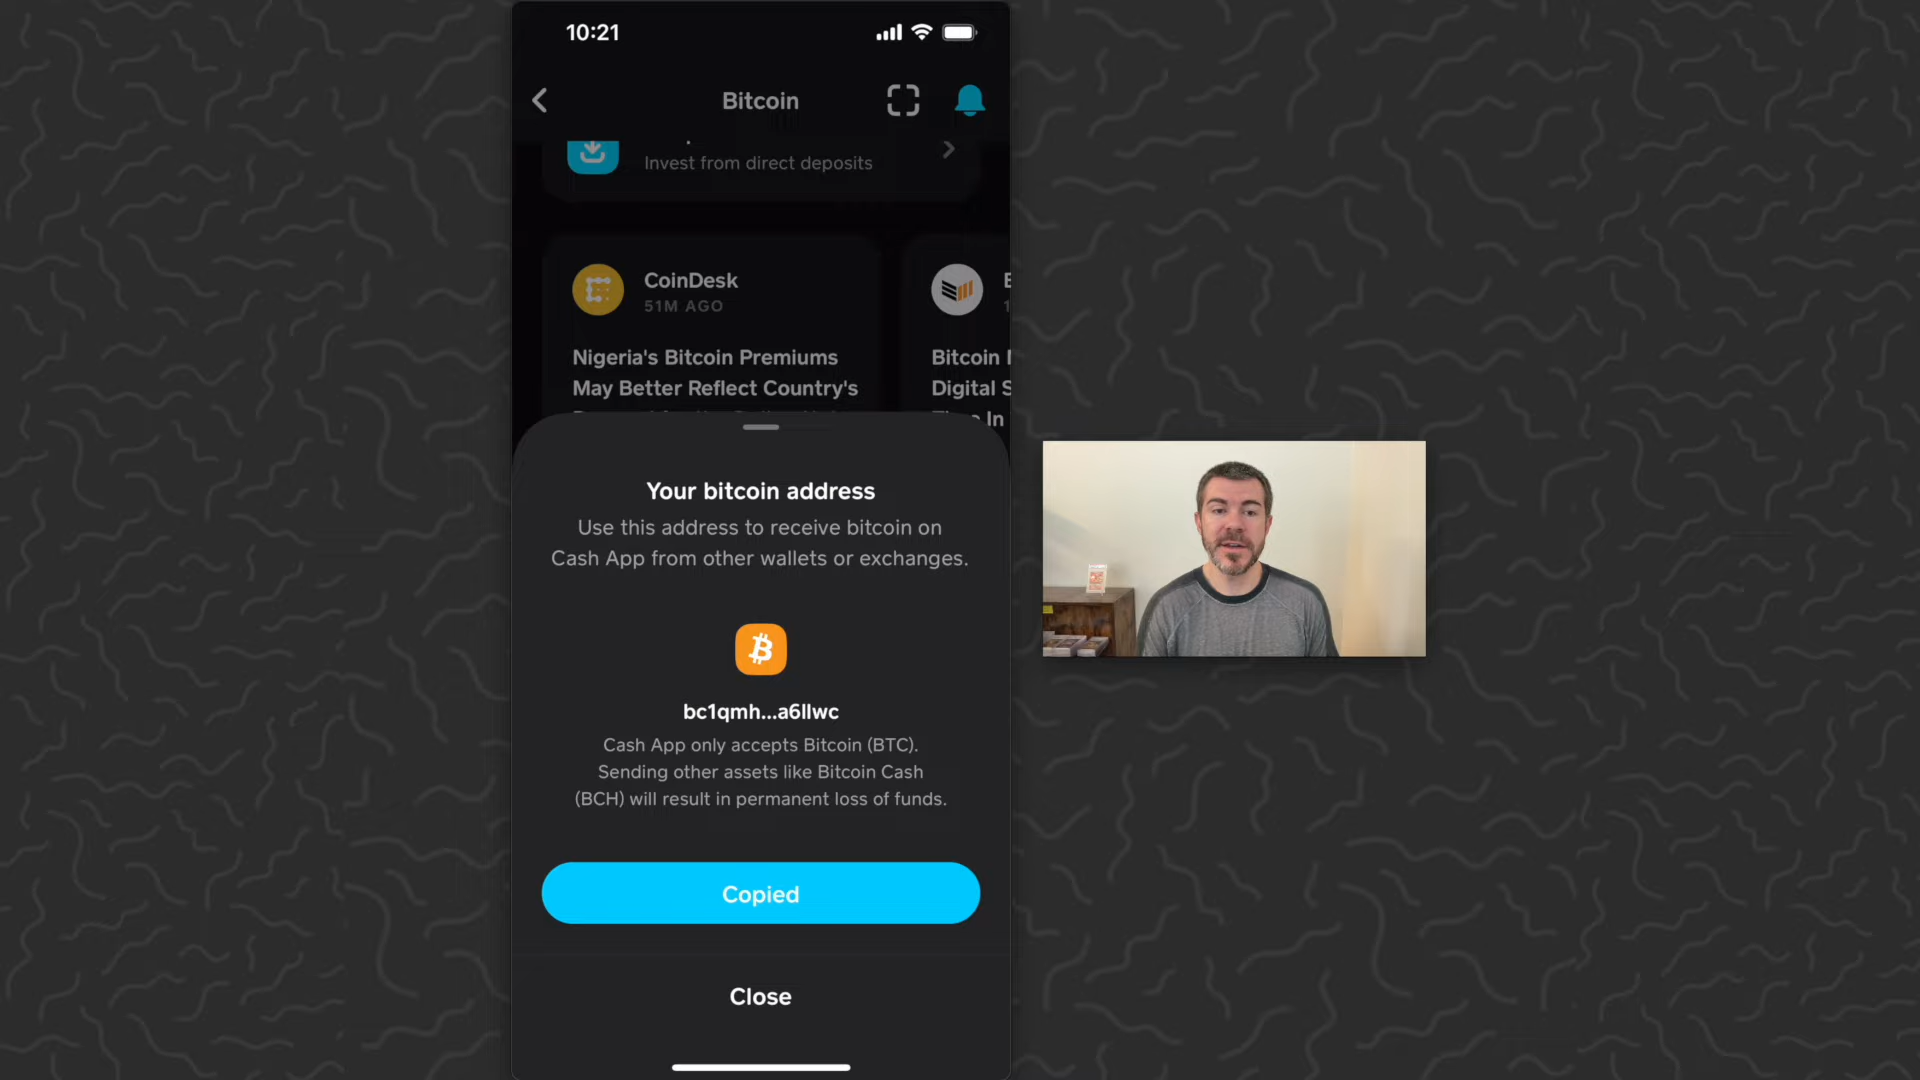 10:21
Bitcoin
Invest from direct deposits
CoinDesk
51M AGO
Nigeria's Bitcoin Premiums
May Better Reflect Country's
Bitcoin
Digital
In
Your bitcoin address
Use this address to receive bitcoin on
Cash App from other wallets or exchanges.
bc1qmh...a6llwc
Cash App only accepts Bitcoin (BTC).
Sending other assets like Bitcoin Cash
(BCH) will result in permanent loss of funds.
Copied
Close